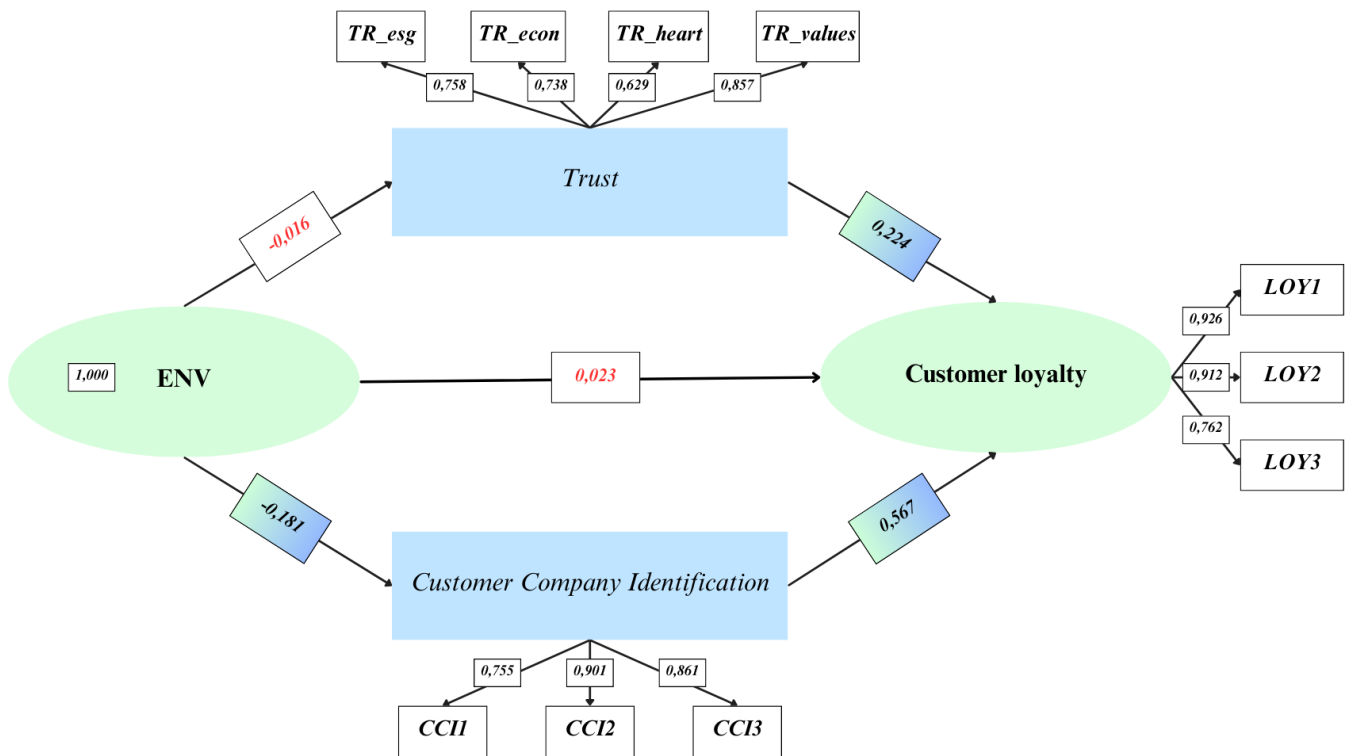 TR_esg
TR_econ
TR_heart
TR_values
0,758
0,738
0,629
0,857
Trust
-0,016
0,224
LOY1
0,926
1,000
ENV
0,023
Customer loyalty
0,912
LOY2
0,762
LOY3
-0,181
0,567
Customer Company Identification
0,755
0,901
0,861
CCI1
CCI2
CCI3